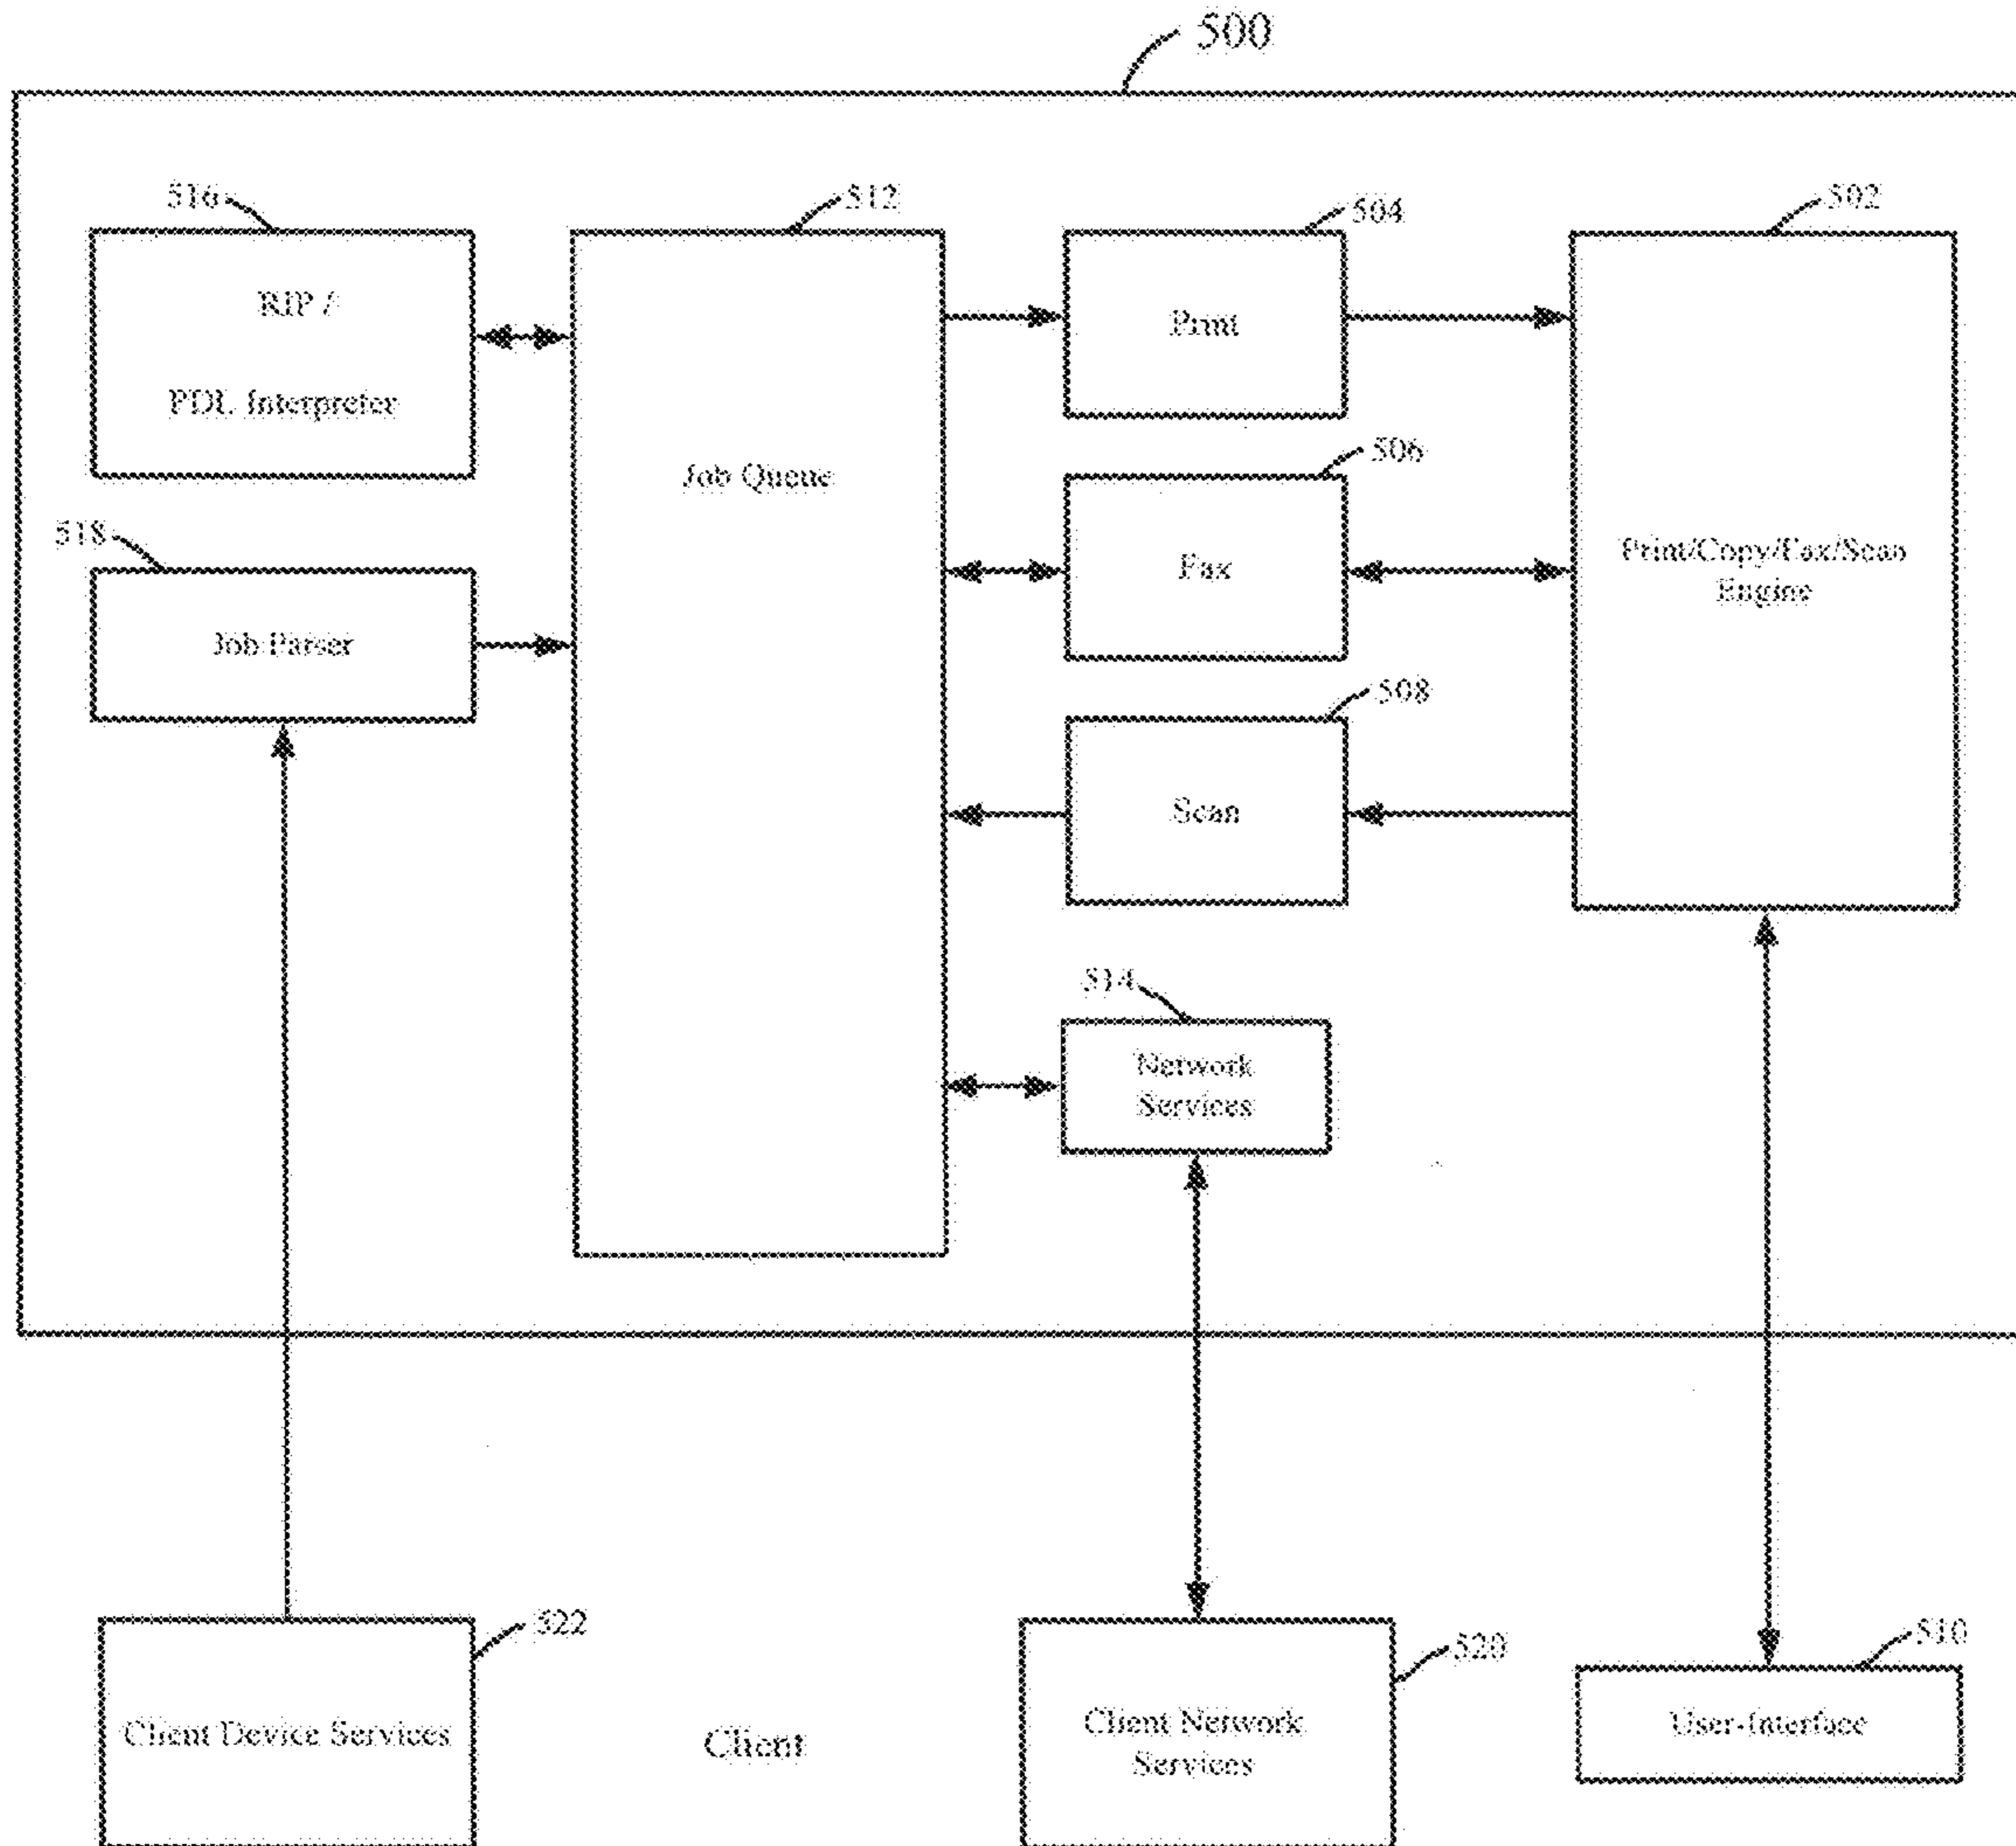 500
516
512
504
502
RIP /
PDL Interpreter
Print
506
Job Queue
518
Fax
Print/Copy/Fax/Scan
Engine
Job Parser
508
Scan
514
Network
Services
522
520
510
Client Device Services
Client
Client Network
Services
User-Interface